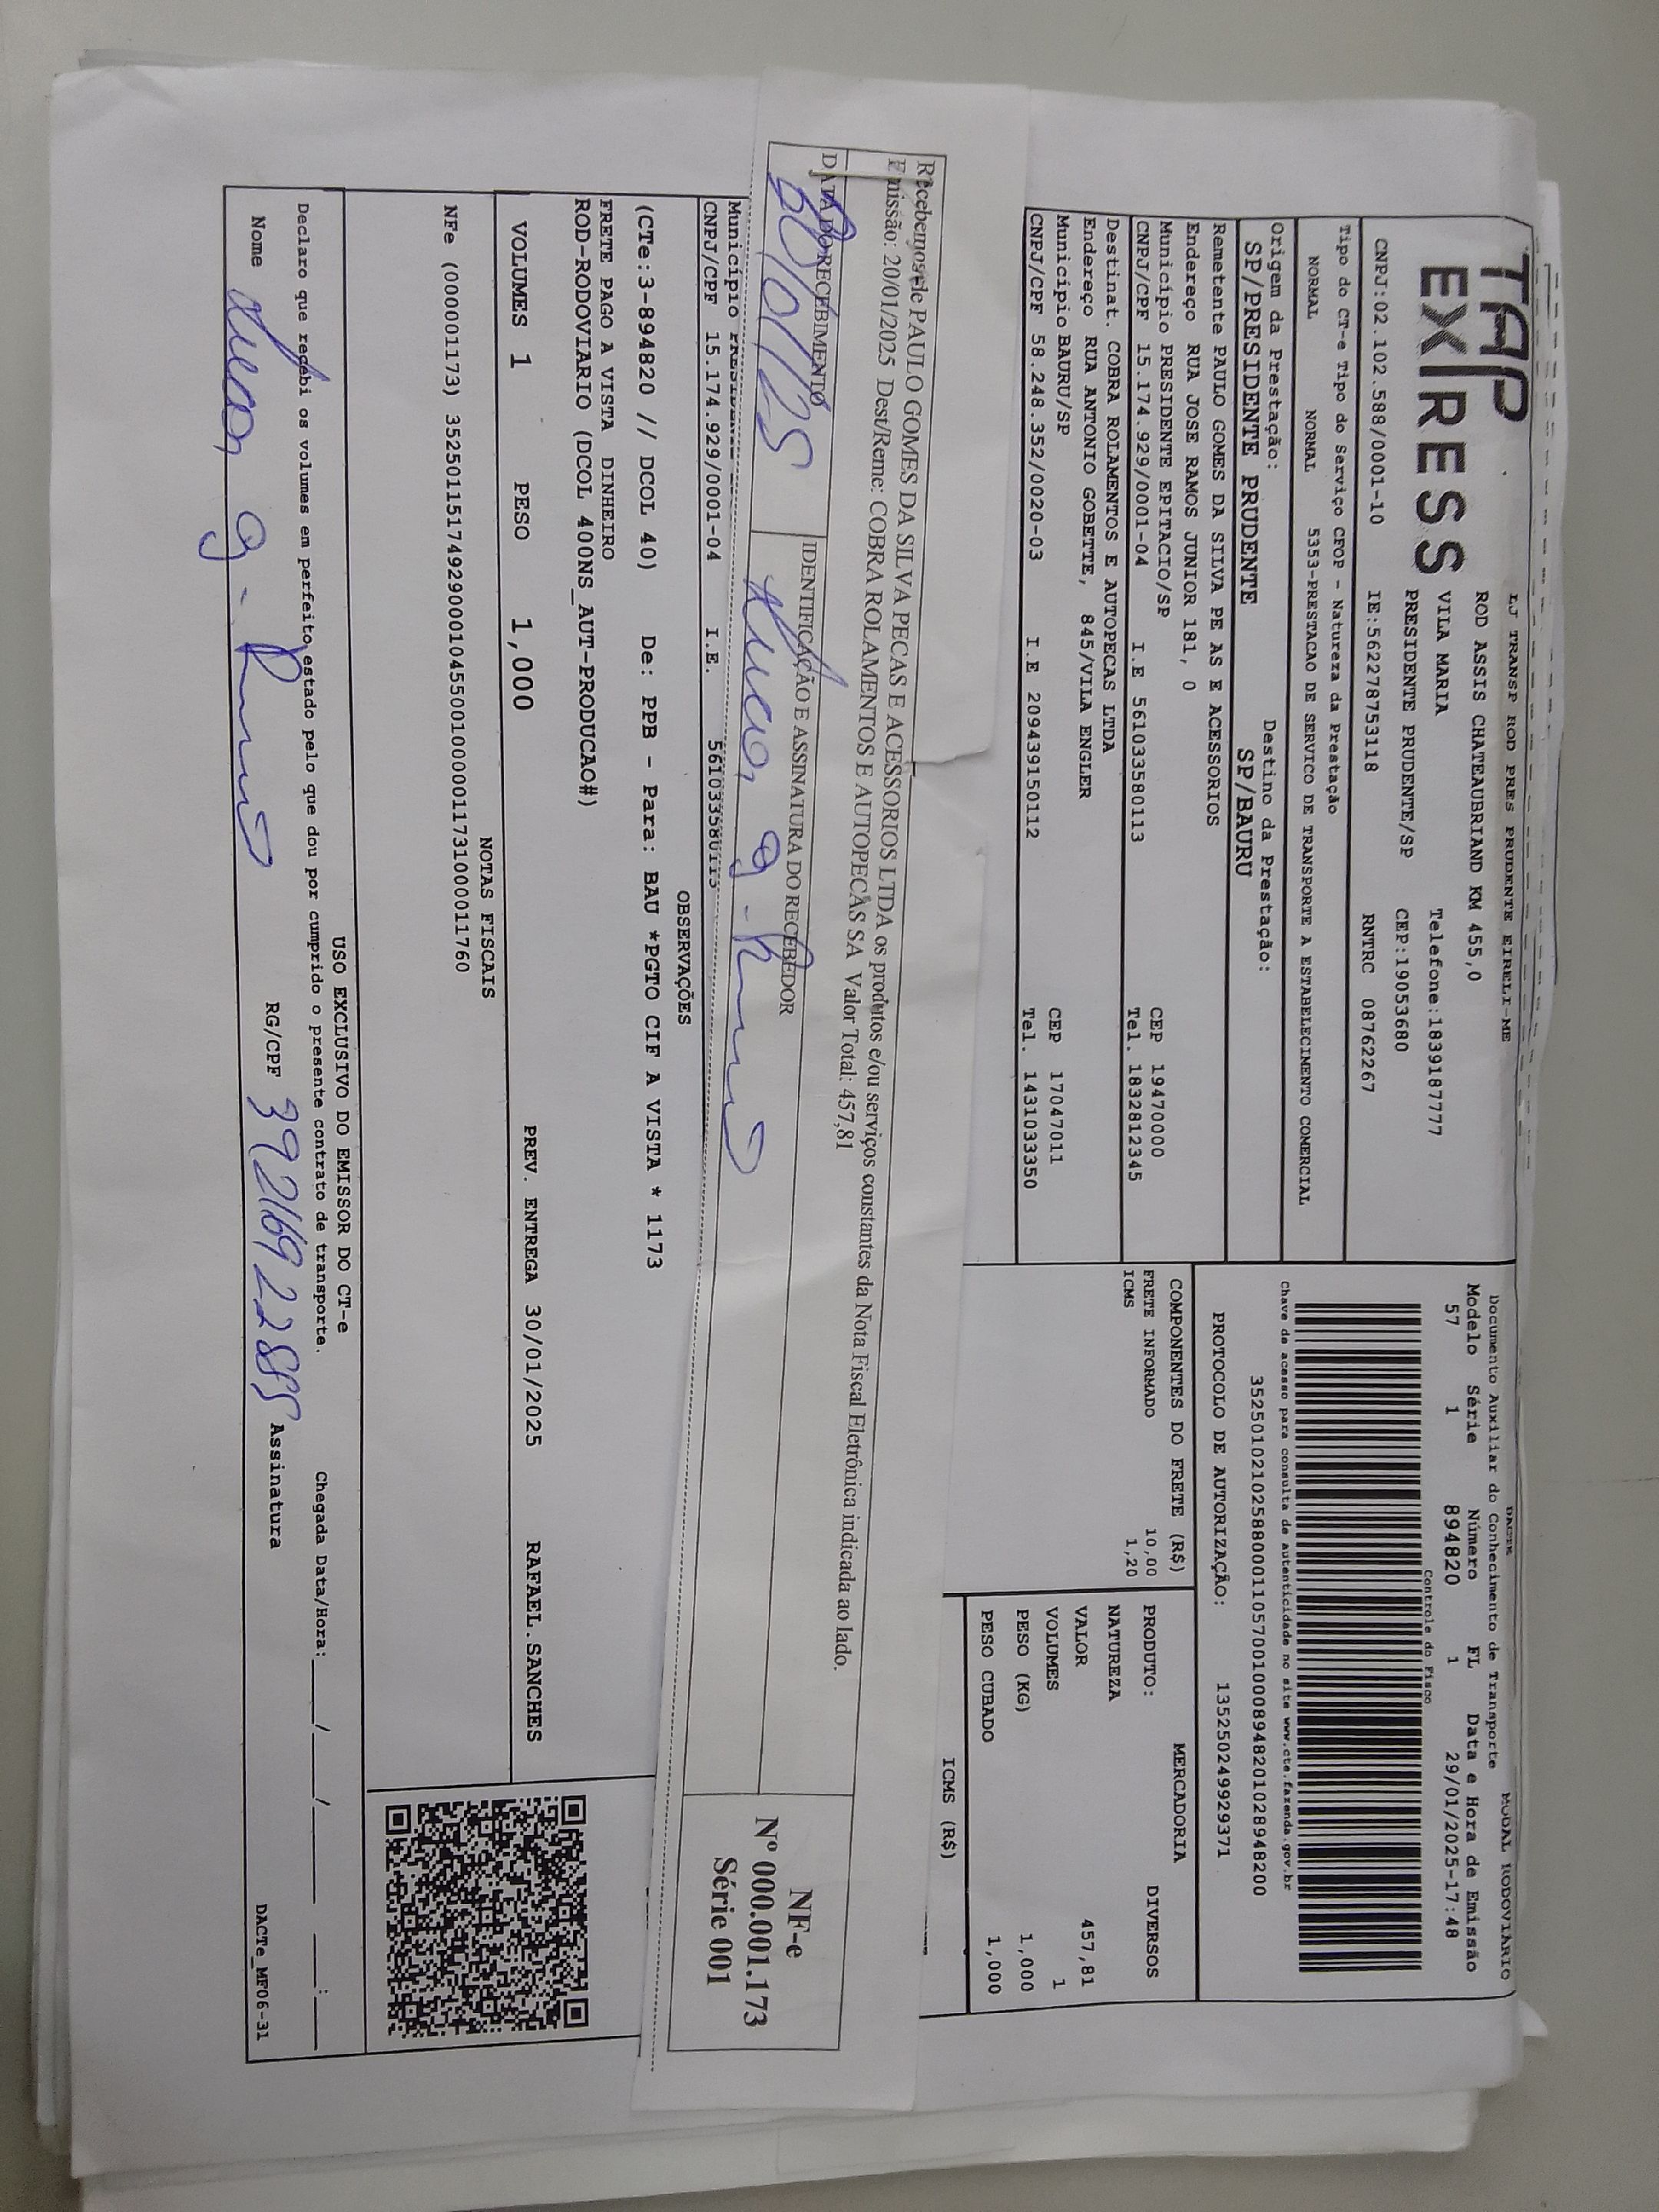 TAP
EXPRESS
LJ TRANSP ROD PRES PRUDENTE EIRELI-ME
ROD ASSIS CHATEAUBRIAND KM 455,0
VILA MARIA Telefone:1839187777
PRESIDENTE PRUDENTE/SP CEP:19053680
CNPJ:02.102.588/0001-10 IE:562278753118 RNTRC 08762267
Tipo do CT-e Tipo do Serviço CFOP - Natureza da Prestação
NORMAL NORMAL 5353-PRESTACAO DE SERVICO DE TRANSPORTE A ESTABELECIMENTO COMERCIAL
Origem da Prestação: Destino da Prestação:
SP/PRESIDENTE PRUDENTE SP/BAURU
Remetente PAULO GOMES DA SILVA PE AS E ACESSORIOS
Endereço RUA JOSE RAMOS JUNIOR 181, 0
Município PRESIDENTE EPITACIO/SP CEP 19470000
CNPJ/CPF 15.174.929/0001-04 I.E 561033580113 Tel. 1832812345
Destinat. COBRA ROLAMENTOS E AUTOPECAS LTDA
Endereço RUA ANTONIO GOBETTE, 845/VILA ENGLER
Município BAURU/SP CEP 17047011
CNPJ/CPF 58.248.352/0020-03 I.E 209439150112 Tel. 1431033350
DACTE MODAL RODOVIÁRIO
Documento Auxiliar do Conhecimento de Transporte
Modelo Série Número FL Data e Hora de Emissão
57 1 894820 1 29/01/2025-17:48
Controle do Fisco
Chave de acesso para consulta de autenticidade no site www.cte.fazenda.gov.br
35250102102588000110570010008948201028948200
PROTOCOLO DE AUTORIZAÇÃO: 135250249929371
COMPONENTES DO FRETE (R$)
FRETE INFORMADO 10,00
ICMS 1,20
MERCADORIA
PRODUTO: DIVERSOS
NATUREZA
VALOR 457,81
VOLUMES 1
PESO (KG) 1,000
PESO CUBADO 1,000
ICMS (R$)
Recebemos de PAULO GOMES DA SILVA PECAS E ACESSORIOS LTDA os produtos e/ou serviços constantes da Nota Fiscal Eletrônica indicada ao lado.
Emissão: 20/01/2025 Dest/Reme: COBRA ROLAMENTOS E AUTOPECAS SA Valor Total: 457,81
DATA DO RECEBIMENTO IDENTIFICAÇÃO E ASSINATURA DO RECEBEDOR
30/01/25
NF-e
Nº 000.001.173
Série 001
Município
CNPJ/CPF 15.174.929/0001-04 I.E. 561033580113
OBSERVAÇÕES
(CTe:3-894820 // DCOL 40) De: PPB - Para: BAU *PGTO CIF A VISTA * 1173
FRETE PAGO A VISTA DINHEIRO
ROD-RODOVIARIO (DCOL 400NS_AUT-PRODUCAO#)
VOLUMES 1 PESO 1,000 PREV. ENTREGA 30/01/2025 RAFAEL.SANCHES
NOTAS FISCAIS
NFe (000001173) 35250115174929000104550010000011731000011760
USO EXCLUSIVO DO EMISSOR DO CT-e
Declaro que recebi os volumes em perfeito estado pelo que dou por cumprido o presente contrato de transporte. Chegada Data/Hora:____/____/____ ____:____
Nome RG/CPF Assinatura DACTe_MF06-31